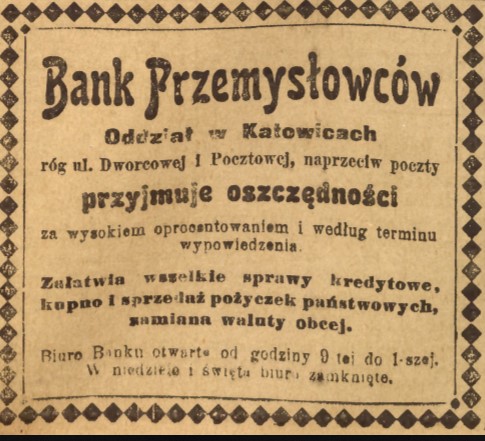 Bank Przemysłowców
Oddział w Katowicach
róg ul. Dworcowej i Pocztowej, naprzeciw poczty
przyjmuje oszczędności
za wysokiem oprocentowaniem i według terminu
wypowiedzenia.
Załatwia wszelkie sprawy kredytowe,
kupno i sprzedaż pożyczek państwowych,
zamiana waluty obcej.
Biuro Banku otwarte od godziny 9 tej do 1-szej.
W niedziele i święta biuro zamknięte.